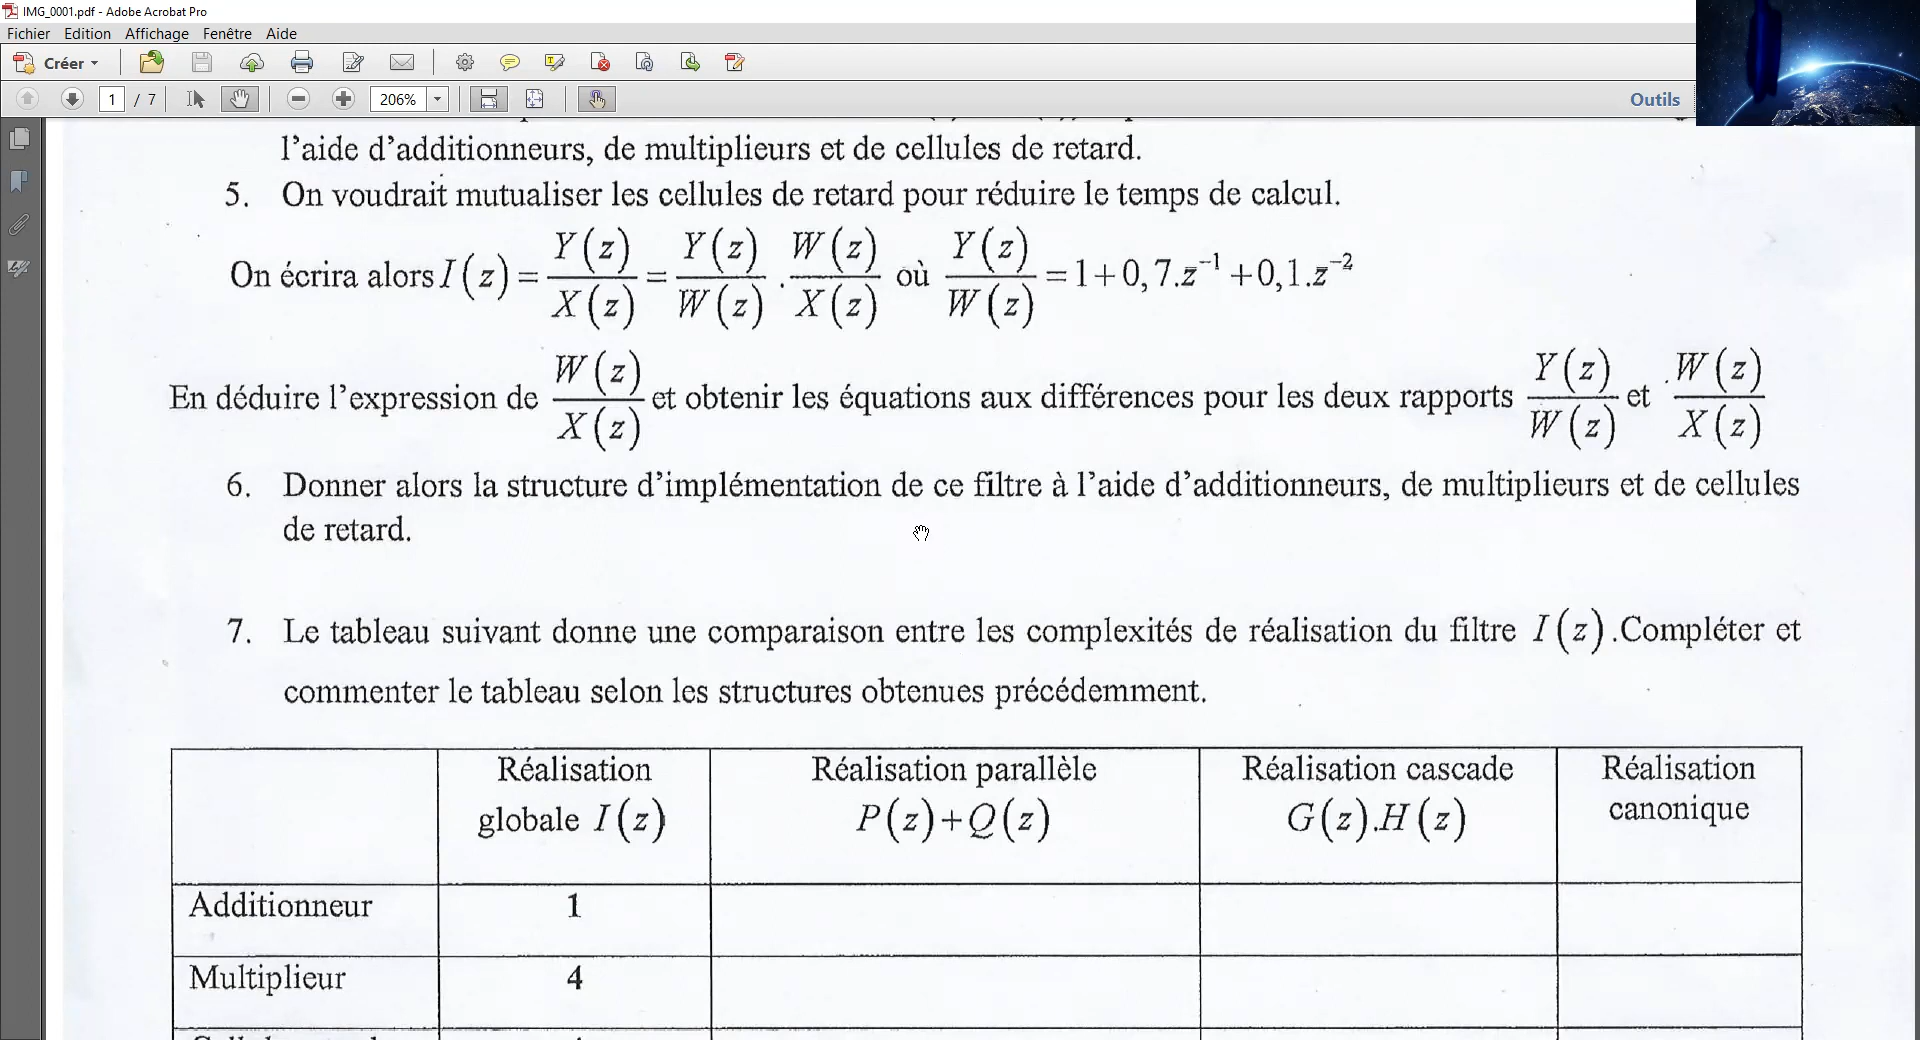 IMG_0001.pdf - Adobe Acrobat Pro
Fichier Edition Affichage Fenêtre Aide
Créer
1 / 7 206% Outils
l'aide d'additionneurs, de multiplieurs et de cellules de retard.
5. On voudrait mutualiser les cellules de retard pour réduire le temps de calcul.
On écrira alors I(z) = Y(z)/X(z) = Y(z)/W(z) . W(z)/X(z) où Y(z)/W(z) = 1+0,7.z⁻¹ +0,1.z⁻²
En déduire l'expression de W(z)/X(z) et obtenir les équations aux différences pour les deux rapports Y(z)/W(z) et W(z)/X(z)
6. Donner alors la structure d'implémentation de ce filtre à l'aide d'additionneurs, de multiplieurs et de cellules
de retard.
7. Le tableau suivant donne une comparaison entre les complexités de réalisation du filtre I(z).Compléter et
commenter le tableau selon les structures obtenues précédemment.
Réalisation globale I(z)
Réalisation parallèle P(z)+Q(z)
Réalisation cascade G(z).H(z)
Réalisation canonique
Additionneur 1
Multiplieur 4